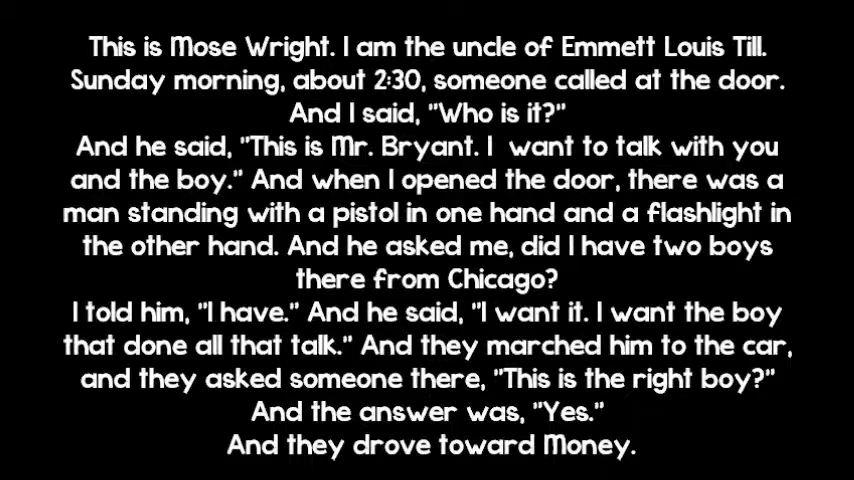 This is Mose Wright. I am the uncle of Emmett Louis Till.
Sunday morning, about 2:30, someone called at the door.
And I said, "Who is it?"
And he said, "This is Mr. Bryant. I  want to talk with you
and the boy." And when I opened the door, there was a
man standing with a pistol in one hand and a flashlight in
the other hand. And he asked me, did I have two boys
there from Chicago?
I told him, "I have." And he said, "I want it. I want the boy
that done all that talk." And they marched him to the car,
and they asked someone there, "This is the right boy?"
And the answer was, "Yes."
And they drove toward Money.